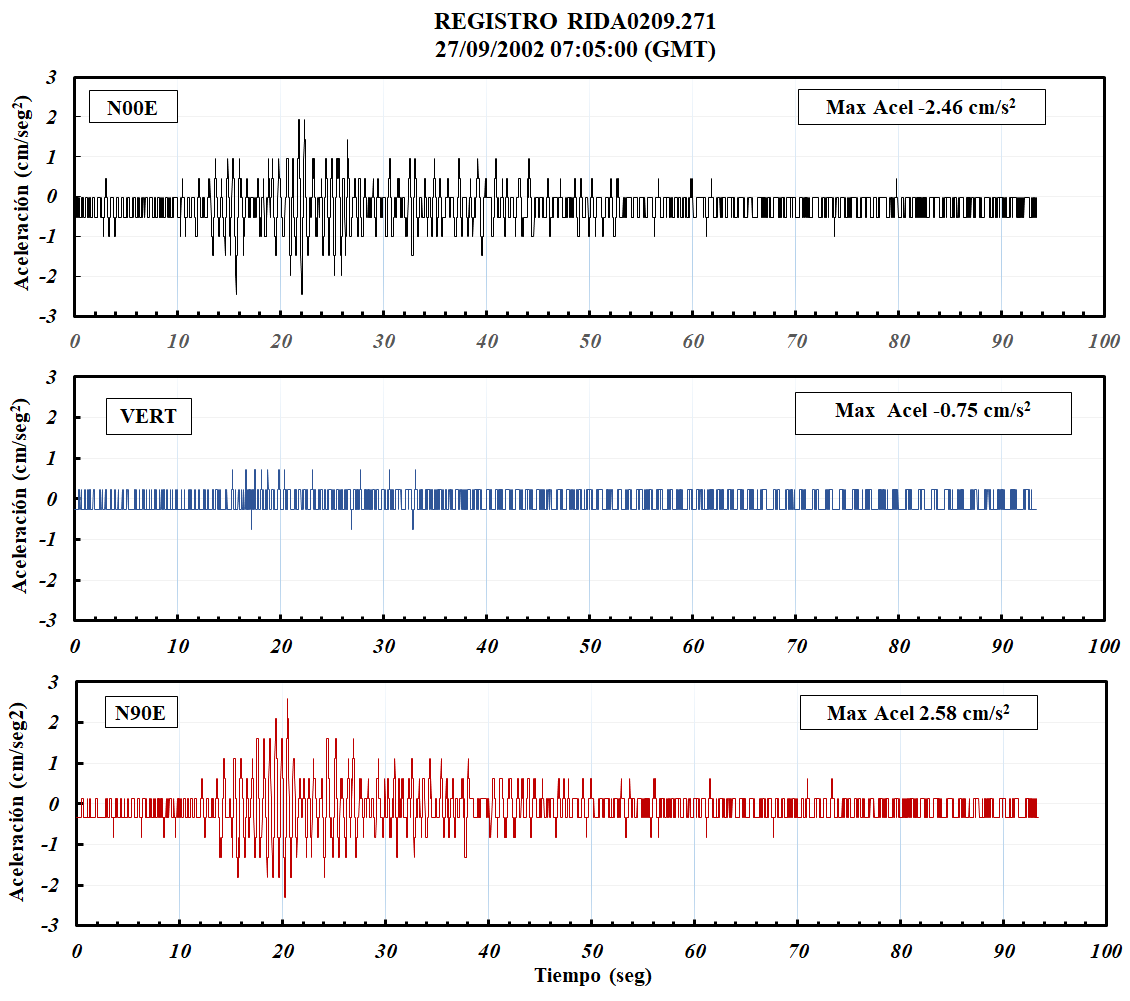 REGISTRO RIDA0209.271
27/09/2002 07:05:00 (GMT)
Aceleración (cm/seg²)
3
2
1
0
-1
-2
-3
N00E
Max Acel -2.46 cm/s²
0 10 20 30 40 50 60 70 80 90 100
Aceleración (cm/seg²)
3
2
1
0
-1
-2
-3
VERT
Max Acel -0.75 cm/s²
0 10 20 30 40 50 60 70 80 90 100
Aceleración (cm/seg2)
3
2
1
0
-1
-2
-3
N90E
Max Acel 2.58 cm/s²
0 10 20 30 40 50 60 70 80 90 100
Tiempo (seg)